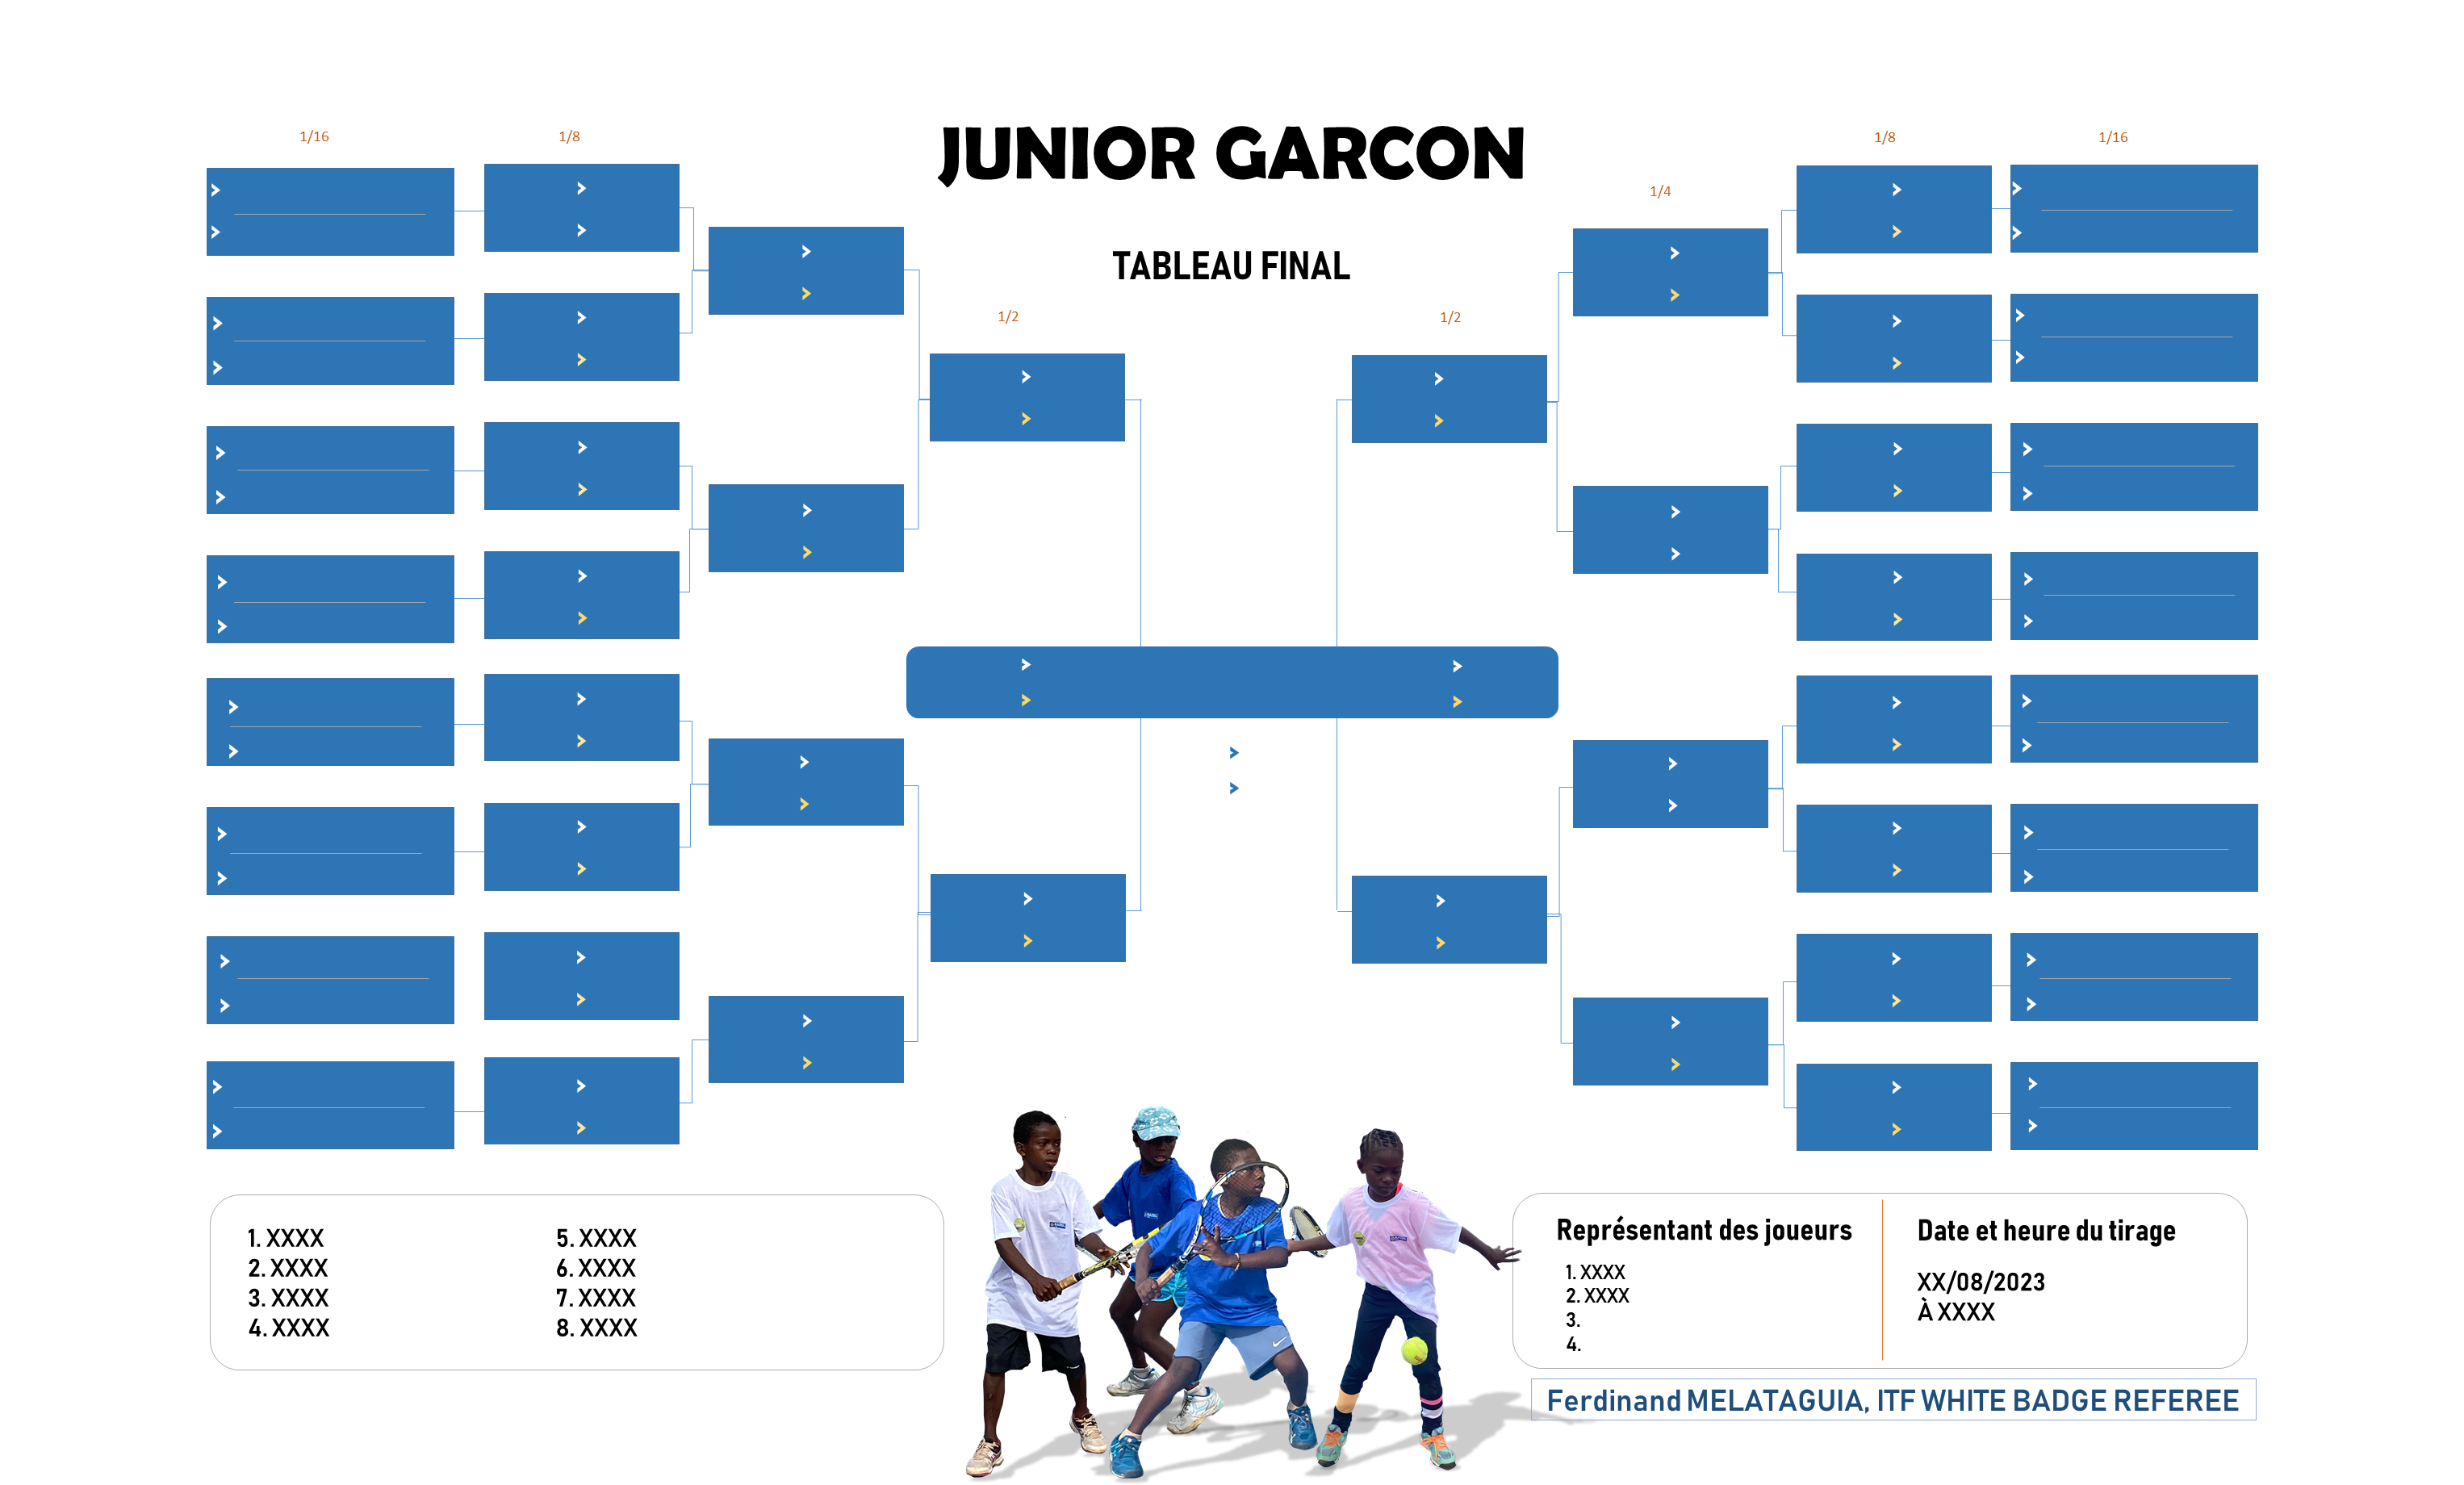 JUNIOR GARCON
1/16
1/8
1/8
1/16
1/4
TABLEAU FINAL
1/2
1/2
1. XXXX
2. XXXX
3. XXXX
4. XXXX
5. XXXX
6. XXXX
7. XXXX
8. XXXX
Représentant des joueurs
1. XXXX
2. XXXX
3.
4.
Date et heure du tirage
XX/08/2023
À XXXX
Ferdinand MELATAGUIA, ITF WHITE BADGE REFEREE